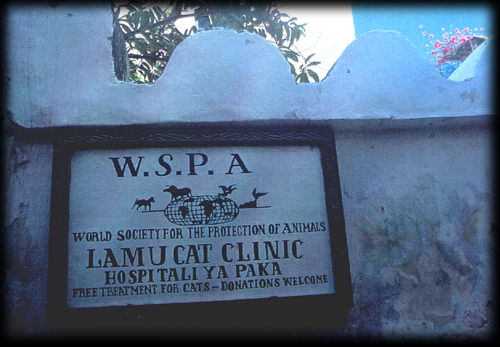 W.S.P.A
WORLD SOCIETY FOR THE PROTECTION OF ANIMALS
LAMU CAT CLINIC
HOSPITALI YA PAKA
FREE TREATMENT FOR CATS - DONATIONS WELCOME